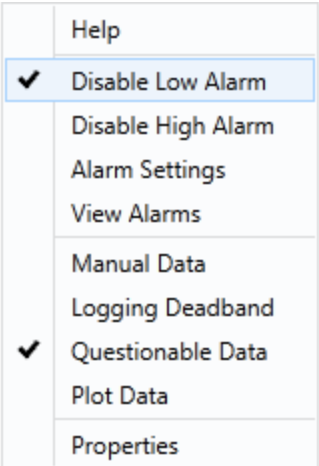 Help
Disable Low Alarm
Disable High Alarm
Alarm Settings
View Alarms
Manual Data
Logging Deadband
Questionable Data
Plot Data
Properties